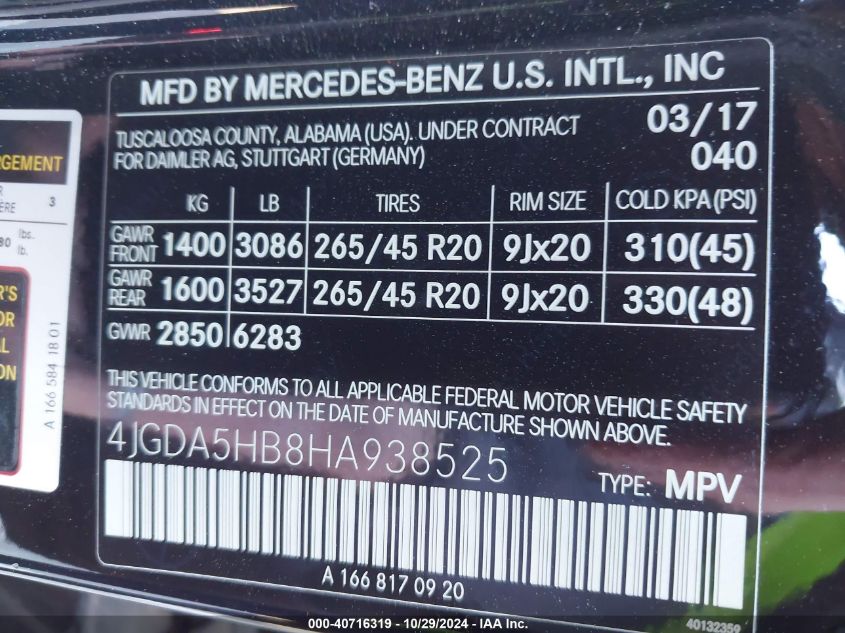 MFD BY MERCEDES-BENZ U.S. INTL., INC
TUSCALOOSA COUNTY, ALABAMA (USA). UNDER CONTRACT
FOR DAIMLER AG, STUTTGART (GERMANY)
03/17
040
KG LB TIRES RIM SIZE COLD KPA (PSI)
GAWR FRONT 1400 3086 265/45 R20 9Jx20 310(45)
GAWR REAR 1600 3527 265/45 R20 9Jx20 330(48)
GVWR 2850 6283
THIS VEHICLE CONFORMS TO ALL APPLICABLE FEDERAL MOTOR VEHICLE SAFETY
STANDARDS IN EFFECT ON THE DATE OF MANUFACTURE SHOWN ABOVE.
4JGDA5HB8HA938525
TYPE: MPV
A 166 817 09 20
40132359
3
lbs.
lb.
A 166 584 18 01
000-40716319 - 10/29/2024 - IAA Inc.